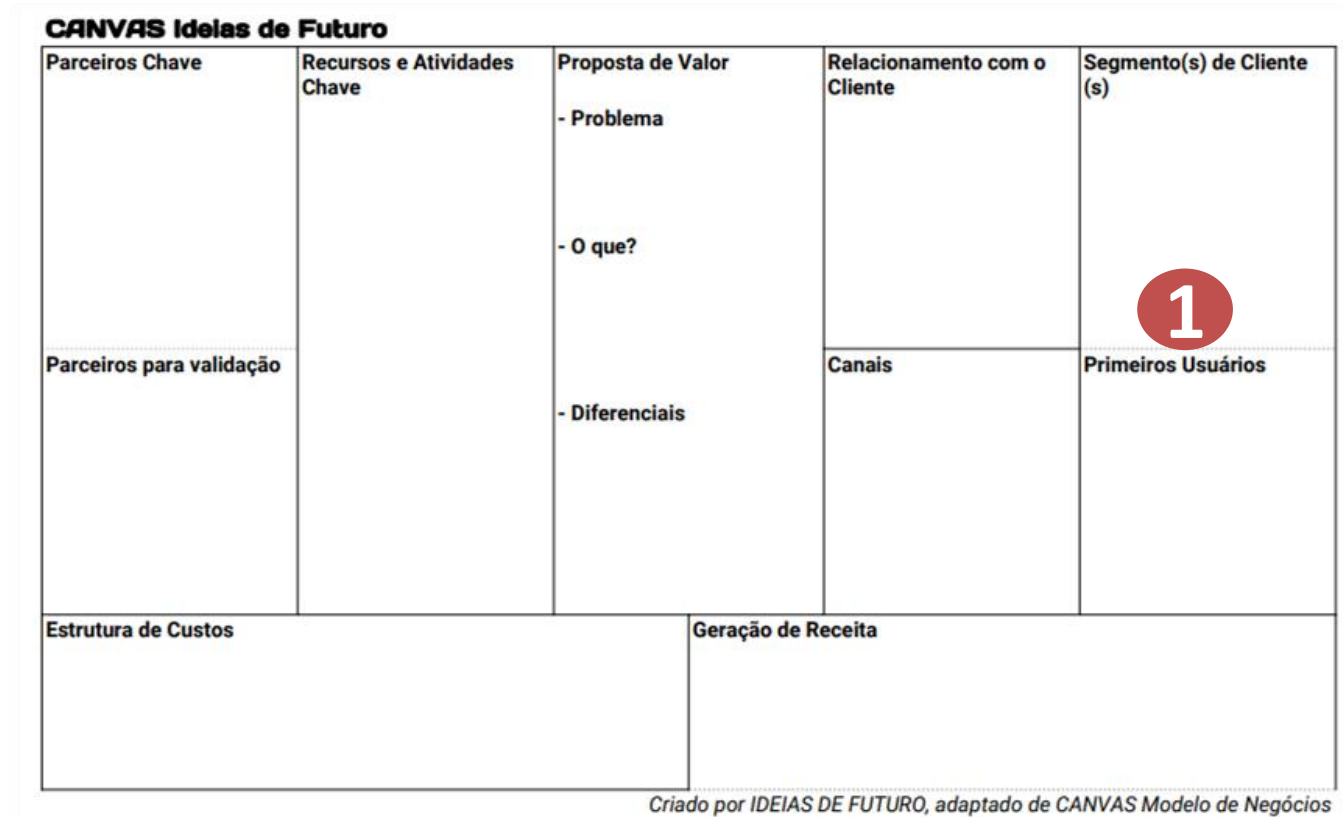 CANVAS Ideias de Futuro
Parceiros Chave
Recursos e Atividades
Chave
Proposta de Valor
- Problema
- O que?
- Diferenciais
Relacionamento com o
Cliente
Segmento(s) de Cliente
(s)
1
Parceiros para validação
Canais
Primeiros Usuários
Estrutura de Custos
Geração de Receita
Criado por IDEIAS DE FUTURO, adaptado de CANVAS Modelo de Negócios